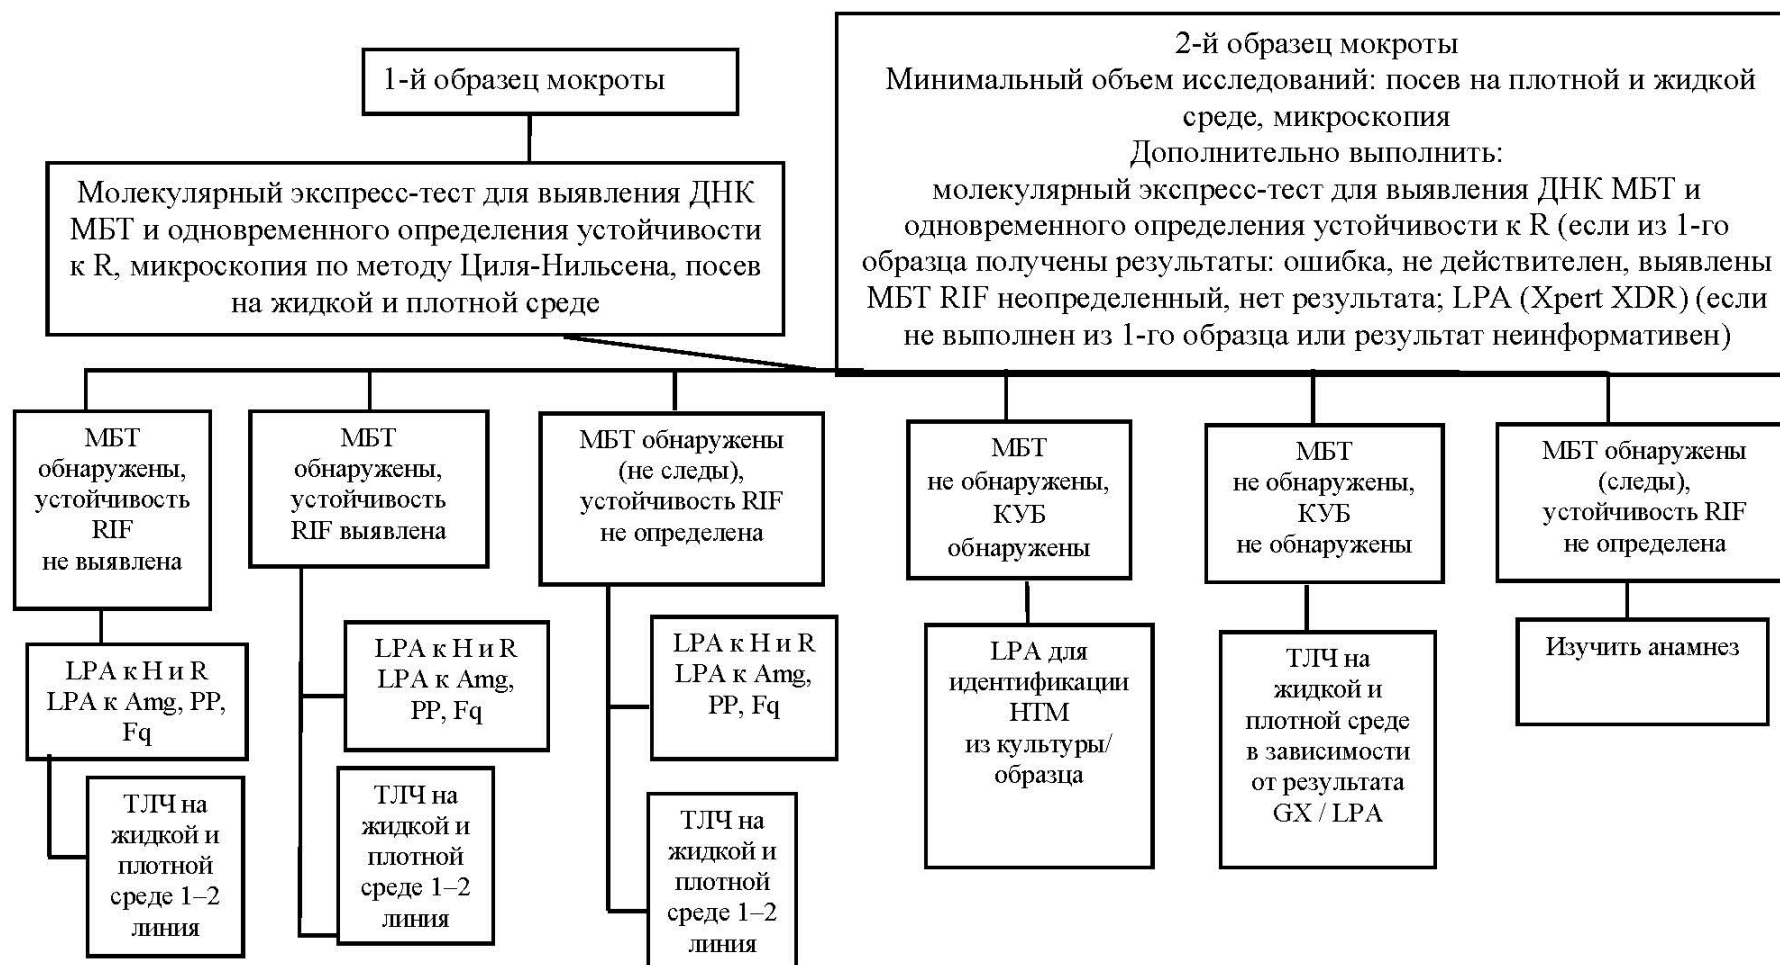 1-й образец мокроты
2-й образец мокроты
Минимальный объем исследований: посев на плотной и жидкой
среде, микроскопия
Дополнительно выполнить:
молекулярный экспресс-тест для выявления ДНК МБТ и
одновременного определения устойчивости к R (если из 1-го
образца получены результаты: ошибка, не действителен, выявлены
МБТ RIF неопределенный, нет результата; LPA (Xpert XDR) (если
не выполнен из 1-го образца или результат неинформативен)
Молекулярный экспресс-тест для выявления ДНК
МБТ и одновременного определения устойчивости
к R, микроскопия по методу Циля-Нильсена, посев
на жидкой и плотной среде
МБТ
обнаружены,
устойчивость
RIF
не выявлена
МБТ
обнаружены,
устойчивость
RIF выявлена
МБТ обнаружены
(не следы),
устойчивость RIF
не определена
МБТ
не обнаружены,
КУБ
обнаружены
МБТ
не обнаружены,
КУБ
не обнаружены
МБТ обнаружены
(следы),
устойчивость RIF
не определена
LPA к H и R
LPA к Amg, PP,
Fq
LPA к H и R
LPA к Amg,
PP, Fq
LPA к H и R
LPA к Amg,
PP, Fq
LPA для
идентификации
НТМ
из культуры/
образца
ТЛЧ на
жидкой и
плотной среде
в зависимости
от результата
GX / LPA
Изучить анамнез
ТЛЧ на
жидкой и
плотной
среде 1–2
линия
ТЛЧ на
жидкой и
плотной
среде 1–2
линия
ТЛЧ на
жидкой и
плотной
среде 1–2
линия